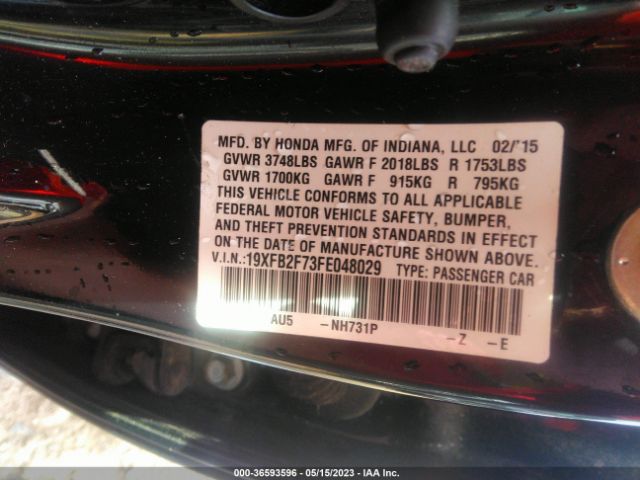 MFD. BY HONDA MFG. OF INDIANA, LLC 02/'15
GVWR 3748LBS GAWR F 2018LBS R 1753LBS
GVWR 1700KG GAWR F 915KG R 795KG
THIS VEHICLE CONFORMS TO ALL APPLICABLE
FEDERAL MOTOR VEHICLE SAFETY, BUMPER,
AND THEFT PREVENTION STANDARDS IN EFFECT
ON THE DATE OF MANUFACTURE SHOWN ABOVE.
V.I.N.:19XFB2F73FE048029 TYPE: PASSENGER CAR
AU5 -NH731P -Z -E
000-36593596 - 05/15/2023 - IAA Inc.